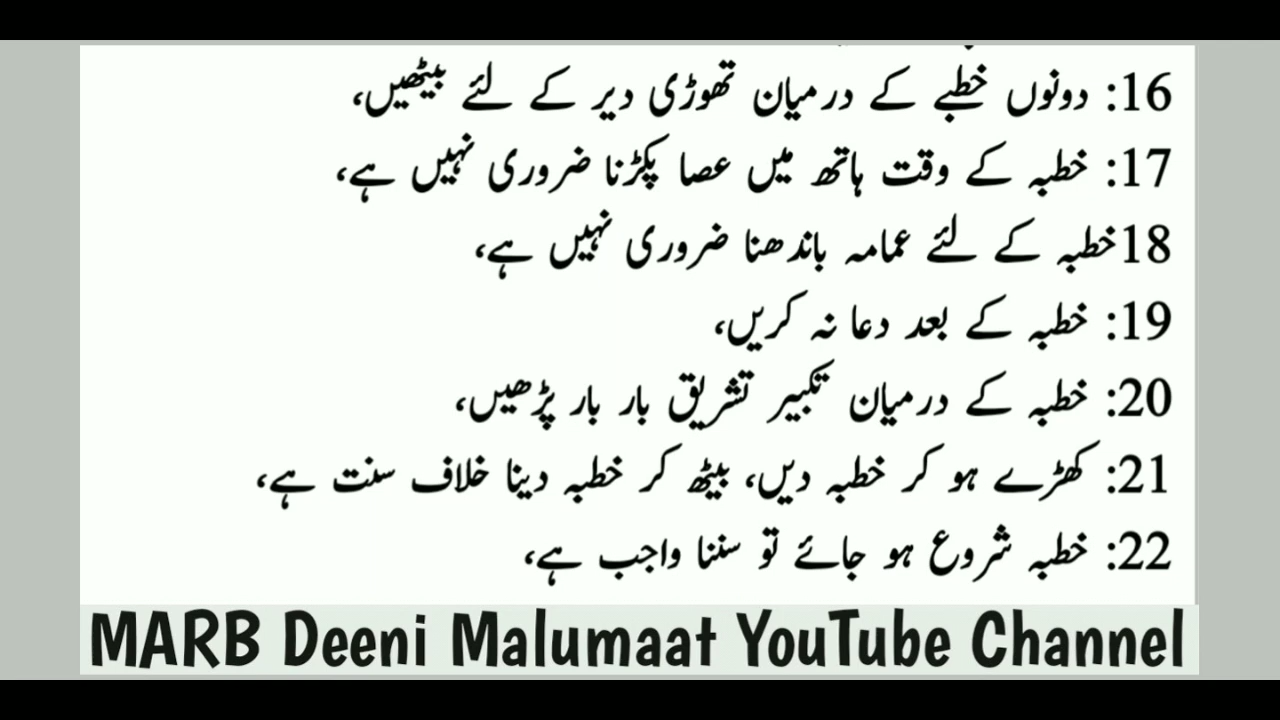 16: دونوں خطبے کے درمیان تھوڑی دیر کے لئے بیٹھیں،
17: خطبہ کے وقت ہاتھ میں عصا پکڑنا ضروری نہیں ہے،
18خطبہ کے لئے عمامہ باندھنا ضروری نہیں ہے،
19: خطبہ کے بعد دعا نہ کریں،
20: خطبہ کے درمیان تکبیر تشریق بار بار پڑھیں،
21: کھڑے ہو کر خطبہ دیں، بیٹھ کر خطبہ دینا خلاف سنت ہے،
22: خطبہ شروع ہو جائے تو سننا واجب ہے،
MARB Deeni Malumaat YouTube Channel